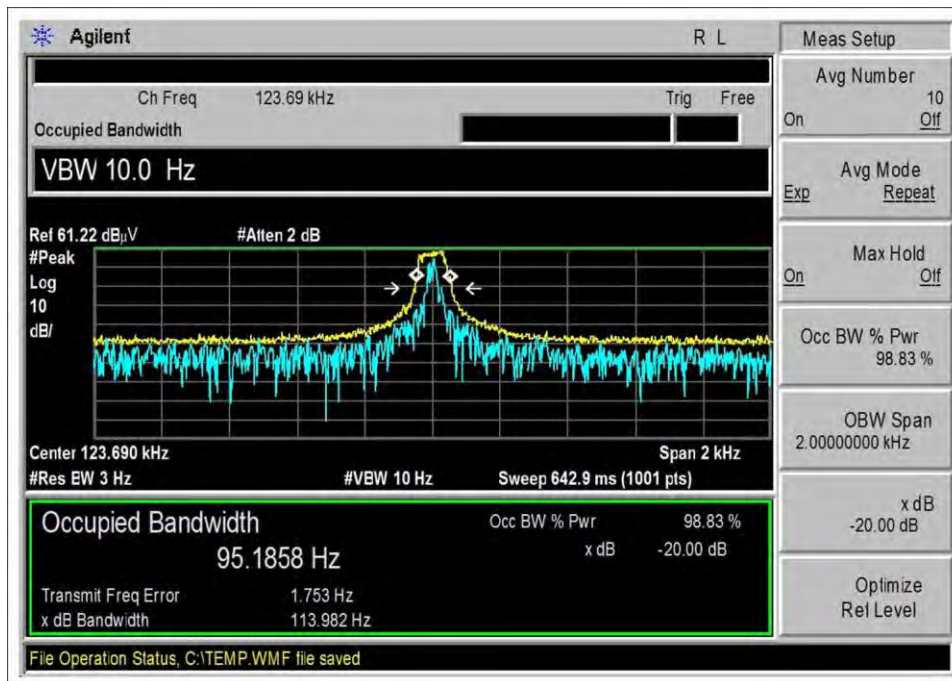 Agilent
R L
Meas Setup
Avg Number
10
On Off
Ch Freq 123.69 kHz Trig Free
Occupied Bandwidth
VBW 10.0 Hz
Avg Mode
Exp Repeat
Ref 61.22 dBµV #Atten 2 dB
#Peak
Log
10
dB/
Max Hold
On Off
Occ BW % Pwr
98.83 %
OBW Span
2.00000000 kHz
Center 123.690 kHz Span 2 kHz
#Res BW 3 Hz #VBW 10 Hz Sweep 642.9 ms (1001 pts)
x dB
-20.00 dB
Occupied Bandwidth
95.1858 Hz
Occ BW % Pwr 98.83 %
x dB -20.00 dB
Transmit Freq Error 1.753 Hz
x dB Bandwidth 113.982 Hz
Optimize
Ref Level
File Operation Status, C:\TEMP.WMF file saved